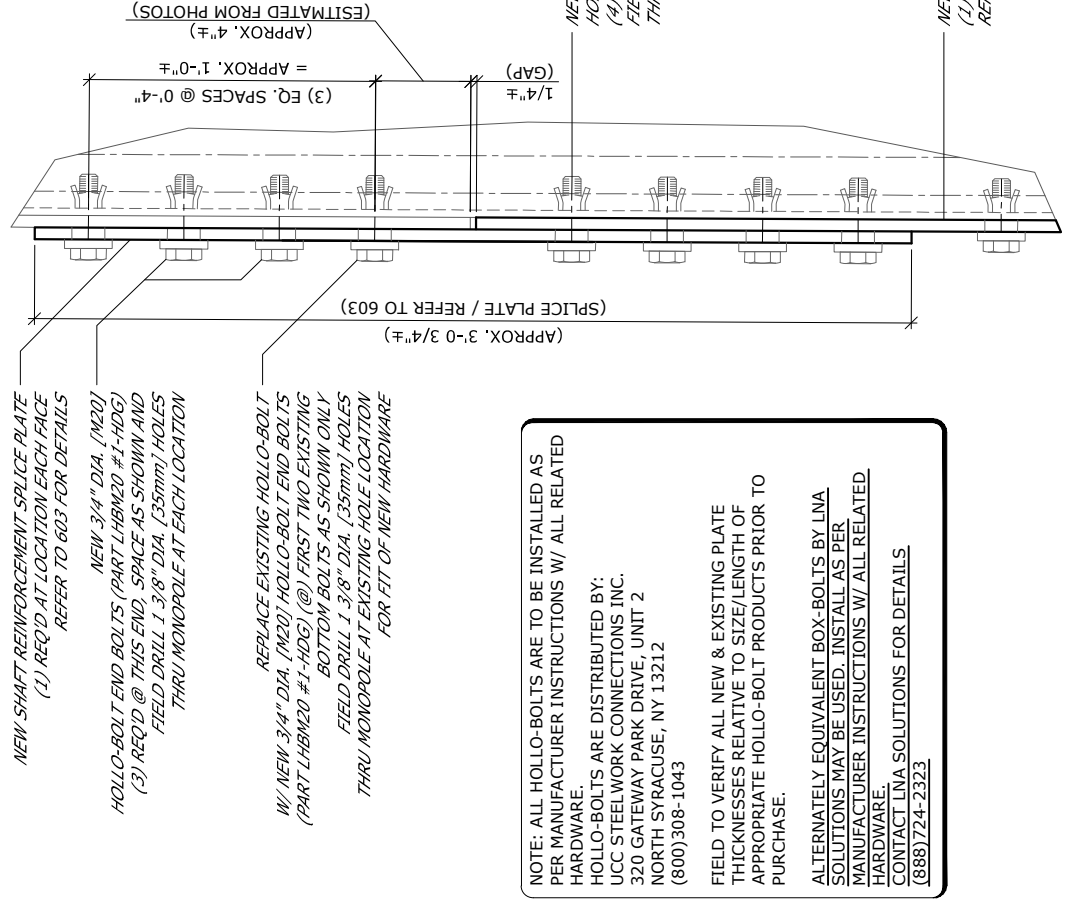 (ESITIMATED FROM PHOTOS)
(APPROX. 4"±)
= APPROX. 1'-0"±
(3) EQ. SPACES @ 0'-4"
(GAP)
1/4"±
(SPLICE PLATE / REFER TO 603)
(APPROX. 3'-0 3/4"±)
NEW SHAFT REINFORCEMENT SPLICE PLATE
(1) REQ'D AT LOCATION EACH FACE
REFER TO 603 FOR DETAILS
NEW 3/4" DIA. [M20]
HOLLO-BOLT END BOLTS (PART LHBM20 #1-HDG)
(3) REQ'D @ THIS END, SPACE AS SHOWN AND
FIELD DRILL 1 3/8" DIA. [35mm] HOLES
THRU MONOPOLE AT EACH LOCATION
REPLACE EXISTING HOLLO-BOLT
W/ NEW 3/4" DIA. [M20] HOLLO-BOLT END BOLTS
(PART LHBM20 #1-HDG) (@) FIRST TWO EXISTING
BOTTOM BOLTS AS SHOWN ONLY
FIELD DRILL 1 3/8" DIA. [35mm] HOLES
THRU MONOPOLE AT EXISTING HOLE LOCATION
FOR FIT OF NEW HARDWARE
(4)
(1)
NOTE: ALL HOLLO-BOLTS ARE TO BE INSTALLED AS
PER MANUFACTURER INSTRUCTIONS W/ ALL RELATED
HARDWARE.
HOLLO-BOLTS ARE DISTRIBUTED BY:
UCC STEELWORK CONNECTIONS INC.
320 GATEWAY PARK DRIVE, UNIT 2
NORTH SYRACUSE, NY 13212
(800)308-1043
FIELD TO VERIFY ALL NEW & EXISTING PLATE
THICKNESSES RELATIVE TO SIZE/LENGTH OF
APPROPRIATE HOLLO-BOLT PRODUCTS PRIOR TO
PURCHASE.
ALTERNATELY EQUIVALENT BOX-BOLTS BY LNA
SOLUTIONS MAY BE USED. INSTALL AS PER
MANUFACTURER INSTRUCTIONS W/ ALL RELATED
HARDWARE.
CONTACT LNA SOLUTIONS FOR DETAILS
(888)724-2323